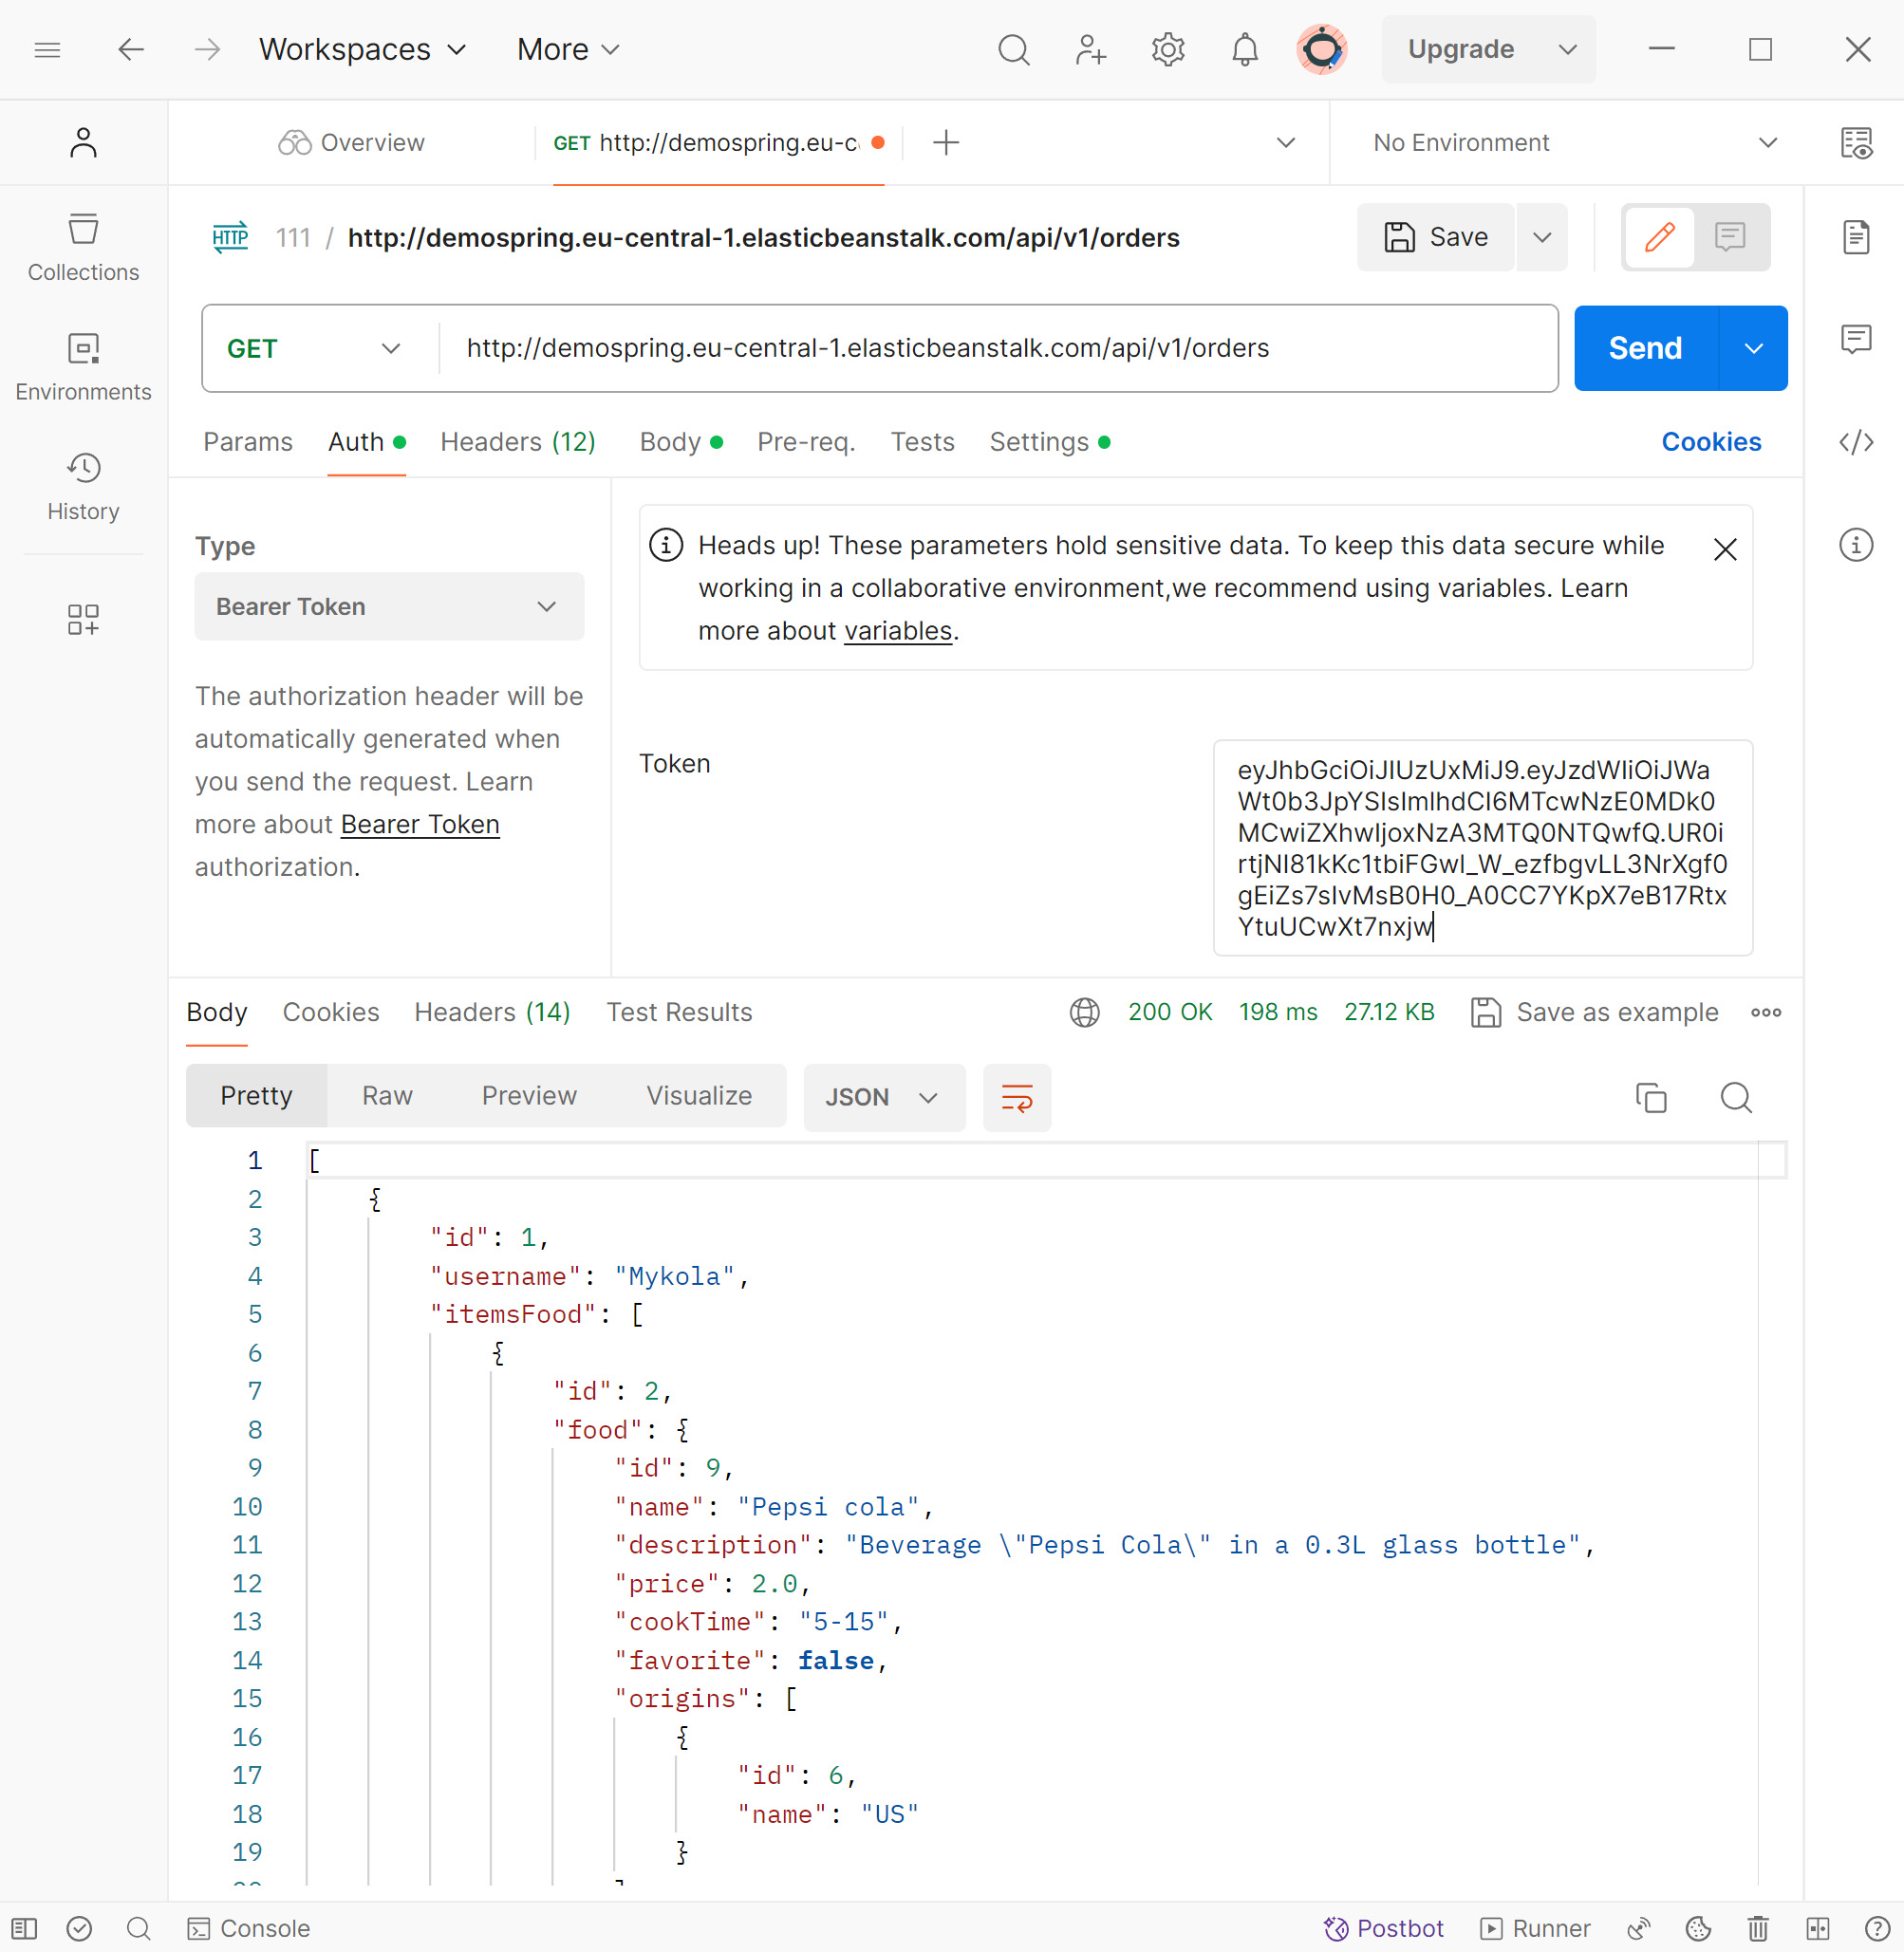 Workspaces More Upgrade
Overview GET http://demospring.eu-c No Environment
HTTP 111 / http://demospring.eu-central-1.elasticbeanstalk.com/api/v1/orders Save
Collections
GET http://demospring.eu-central-1.elasticbeanstalk.com/api/v1/orders Send
Environments
Params Auth Headers (12) Body Pre-req. Tests Settings Cookies
History
Type
Bearer Token
The authorization header will be
automatically generated when
you send the request. Learn
more about Bearer Token
authorization.
Heads up! These parameters hold sensitive data. To keep this data secure while
working in a collaborative environment,we recommend using variables. Learn
more about variables.
Token
eyJhbGciOiJIUzUxMiJ9.eyJzdWIiOiJWa
Wt0b3JpYSIsImlhdCI6MTcwNzE0MDk0
MCwiZXhwIjoxNzA3MTQ0NTQwfQ.UR0i
YtuUCwXt7nxjw
Body Cookies Headers (14) Test Results 200 OK 198 ms 27.12 KB Save as example
Pretty Raw Preview Visualize JSON
1 [
2 {
3 "id": 1,
4 "username": "Mykola",
5 "itemsFood": [
6 {
7 "id": 2,
8 "food": {
9 "id": 9,
10 "name": "Pepsi cola",
11 "description": "Beverage \"Pepsi Cola\" in a 0.3L glass bottle",
12 "price": 2.0,
13 "cookTime": "5-15",
14 "favorite": false,
15 "origins": [
16 {
17 "id": 6,
18 "name": "US"
19 }
Console Postbot Runner